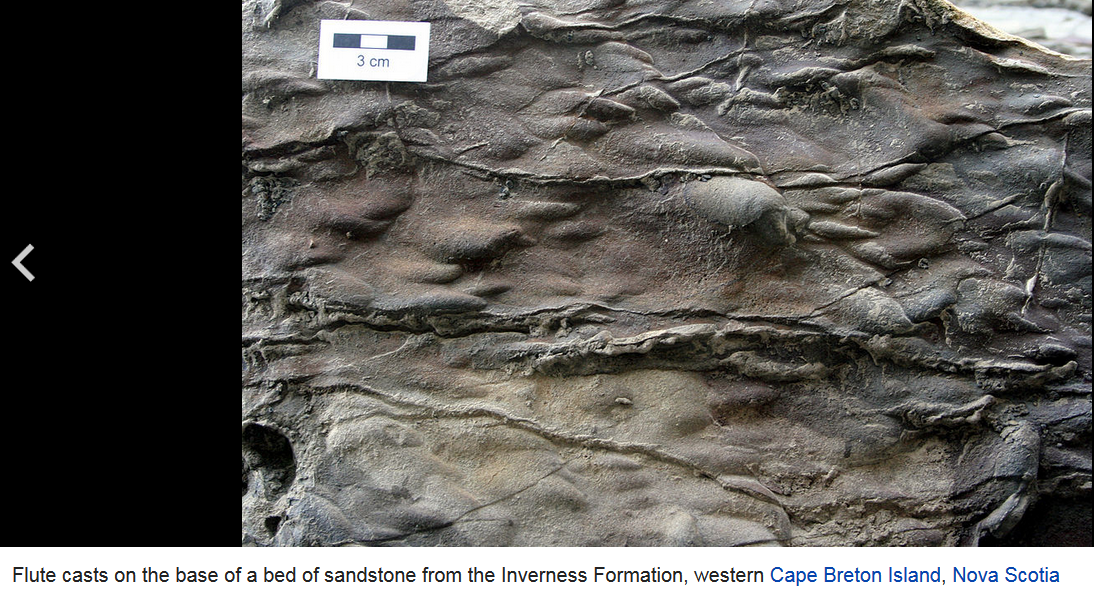 3 cm
Flute casts on the base of a bed of sandstone from the Inverness Formation, western Cape Breton Island, Nova Scotia